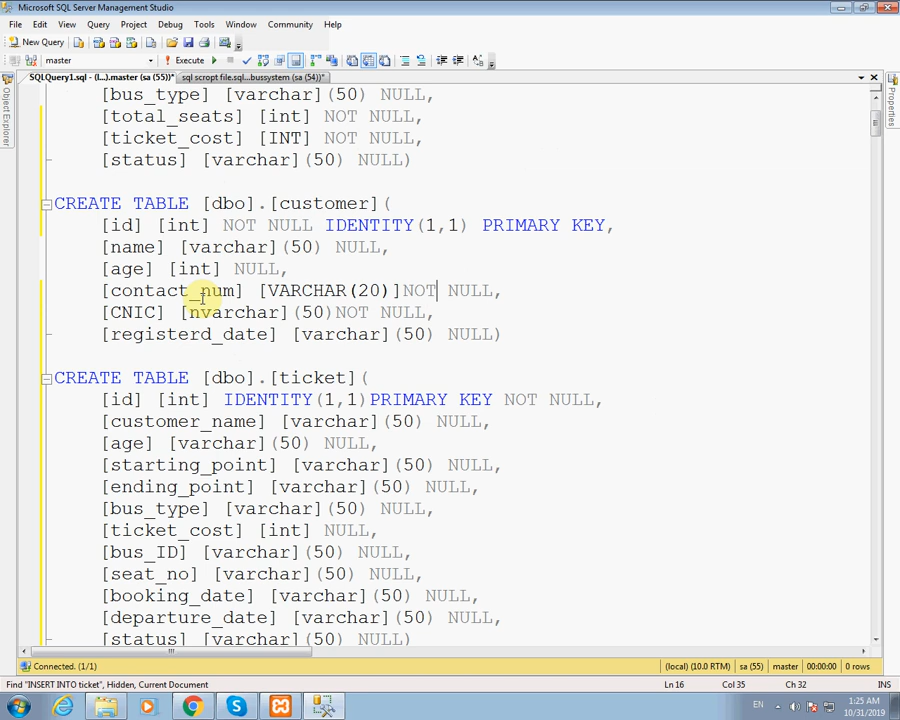 Microsoft SQL Server Management Studio
File Edit View Query Project Debug Tools Window Community Help
New Query
master Execute
SQLQuery1.sql - (l...).master (sa (55))* sql scropt file.sql...bussystem (sa (54))*
Object Explorer
Properties
[bus_type] [varchar](50) NULL,
[total_seats] [int] NOT NULL,
[ticket_cost] [INT] NOT NULL,
[status] [varchar](50) NULL)
CREATE TABLE [dbo].[customer](
[id] [int] NOT NULL IDENTITY(1,1) PRIMARY KEY,
[name] [varchar](50) NULL,
[age] [int] NULL,
[contact_num] [VARCHAR(20)]NOT NULL,
[CNIC] [nvarchar](50)NOT NULL,
[registerd_date] [varchar](50) NULL)
CREATE TABLE [dbo].[ticket](
[id] [int] IDENTITY(1,1)PRIMARY KEY NOT NULL,
[customer_name] [varchar](50) NULL,
[age] [varchar](50) NULL,
[starting_point] [varchar](50) NULL,
[ending_point] [varchar](50) NULL,
[bus_type] [varchar](50) NULL,
[ticket_cost] [int] NULL,
[bus_ID] [varchar](50) NULL,
[seat_no] [varchar](50) NULL,
[booking_date] [varchar](50) NULL,
[departure_date] [varchar](50) NULL,
[status] [varchar](50) NULL)
Connected. (1/1) (local) (10.0 RTM) sa (55) master 00:00:00 0 rows
Find "INSERT INTO ticket", Hidden, Current Document Ln 16 Col 35 Ch 32 INS
EN 1:25 AM
10/31/2019